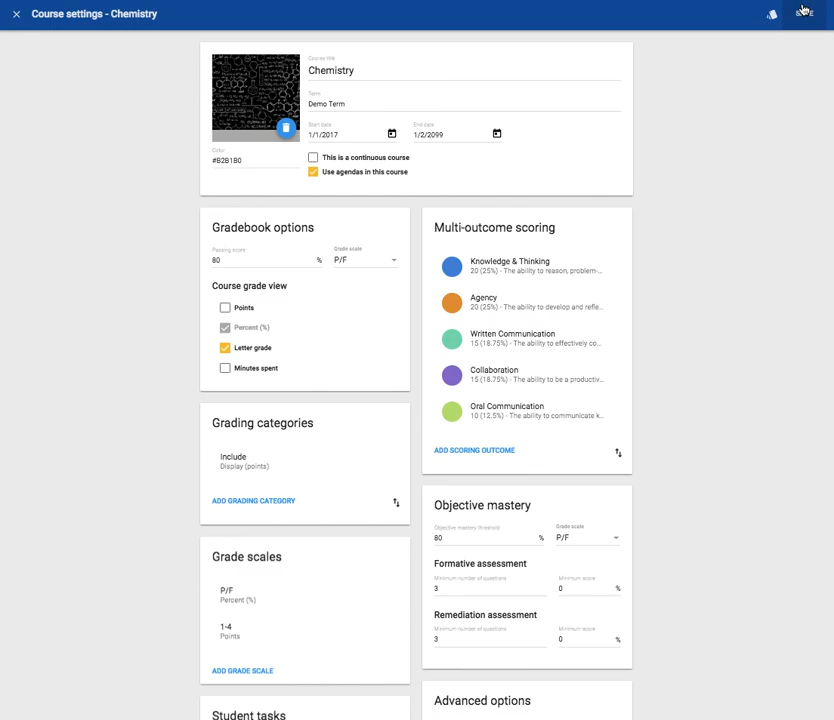 Course settings - Chemistry
Course title
Chemistry
Term
Demo Term
Start date
End date
1/1/2017
1/2/2099
Color
#B2B1B0
This is a continuous course
Use agendas in this course
Gradebook options
Passing score
Grade scale
80
%
P/F
Course grade view
Points
Percent (%)
Letter grade
Minutes spent
Grading categories
Include
Display (points)
ADD GRADING CATEGORY
Grade scales
P/F
Percent (%)
1-4
Points
ADD GRADE SCALE
Student tasks
Multi-outcome scoring
Knowledge & Thinking
20 (25%) - The ability to reason, problem-...
Agency
20 (25%) - The ability to develop and refle...
Written Communication
15 (18.75%) - The ability to effectively co...
Collaboration
15 (18.75%) - The ability to be a productiv...
Oral Communication
10 (12.5%) - The ability to communicate k...
ADD SCORING OUTCOME
Objective mastery
Objective mastery threshold
Grade scale
80
%
P/F
Formative assessment
Minimum number of questions
Minimum score
3
0
%
Remediation assessment
Minimum number of questions
Minimum score
3
0
%
Advanced options